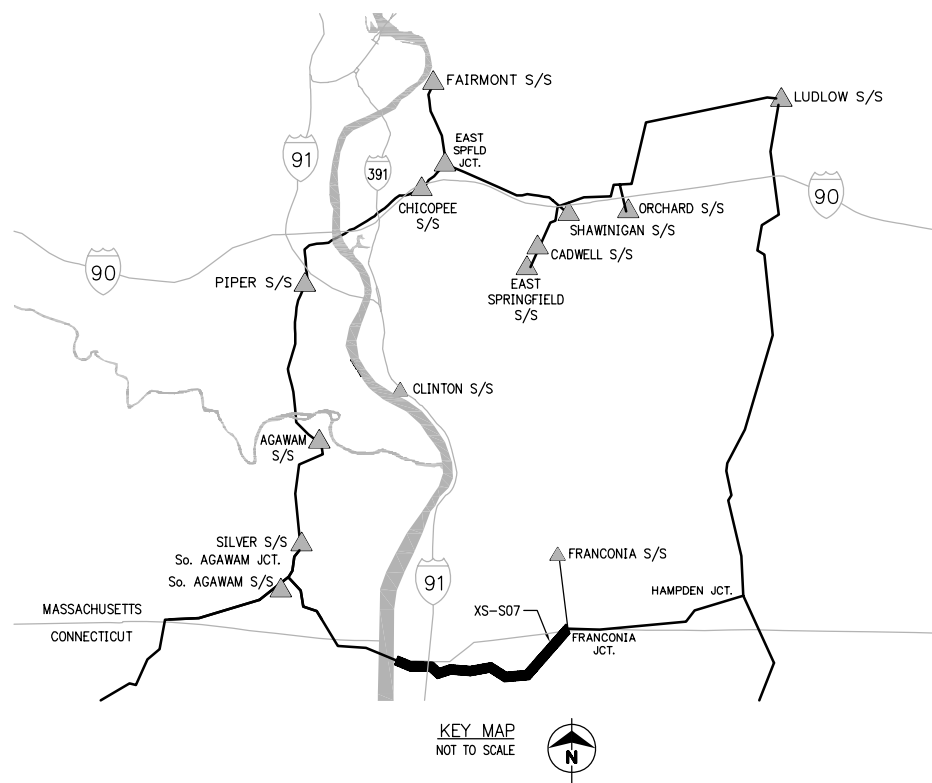 FAIRMONT S/S
LUDLOW S/S
EAST
SPFLD
JCT.
91
391
90
CHICOPEE
S/S
ORCHARD S/S
SHAWINIGAN S/S
CADWELL S/S
90
PIPER S/S
EAST
SPRINGFIELD
S/S
CLINTON S/S
AGAWAM
S/S
SILVER S/S
So. AGAWAM JCT.
So. AGAWAM S/S
FRANCONIA S/S
91
HAMPDEN JCT.
MASSACHUSETTS
CONNECTICUT
XS-S07
FRANCONIA
JCT.
KEY MAP
NOT TO SCALE
N